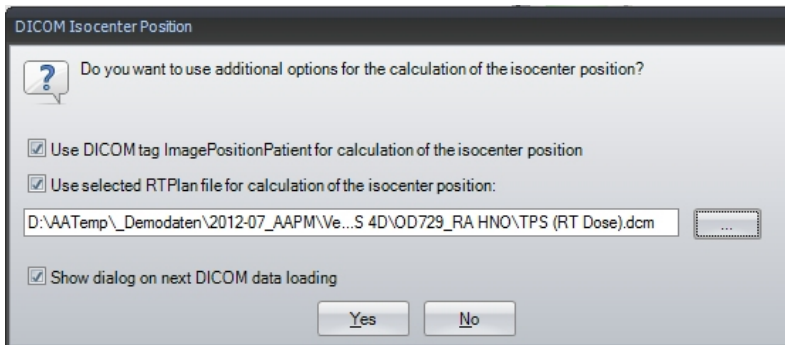 DICOM Isocenter Position
Do you want to use additional options for the calculation of the isocenter position?
Use DICOM tag ImagePositionPatient for calculation of the isocenter position
Use selected RTPlan file for calculation of the isocenter position:
D:\AATemp\_Demodaten\2012-07_AAPM\Ve...S 4D\OD729_RA HNO\TPS (RT Dose).dcm ...
Show dialog on next DICOM data loading
Yes No